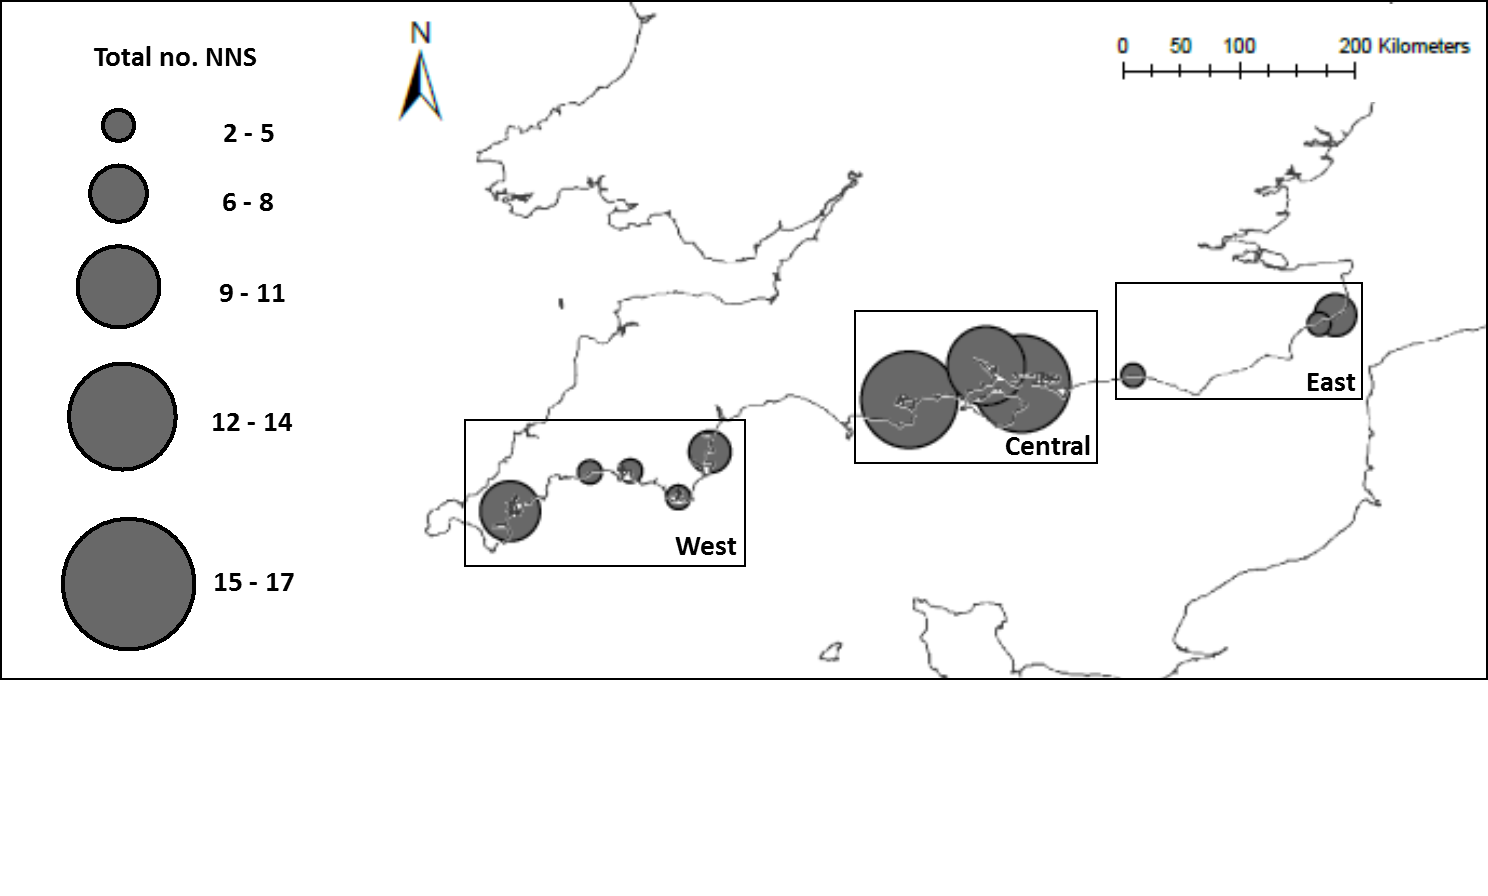 Total no. NNS
2 - 5
6 - 8
9 - 11
12 - 14
15 - 17
N
0 50 100 200 Kilometers
West
Central
East